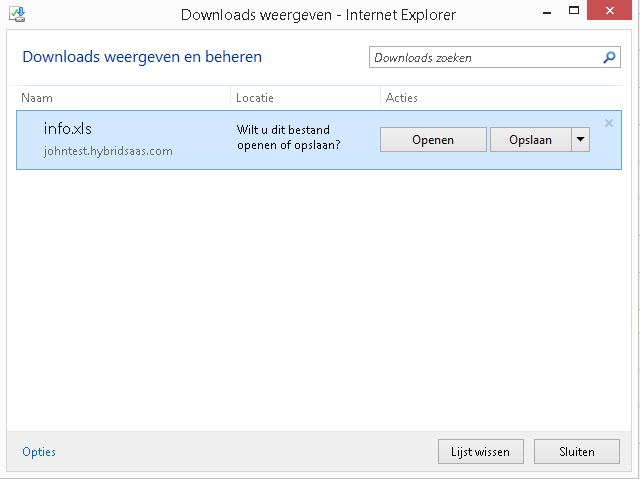 Downloads weergeven - Internet Explorer
Downloads weergeven en beheren
Downloads zoeken
Naam Locatie Acties
info.xls Wilt u dit bestand Openen Opslaan
johntest.hybridsaas.com openen of opslaan?
Opties Lijst wissen Sluiten